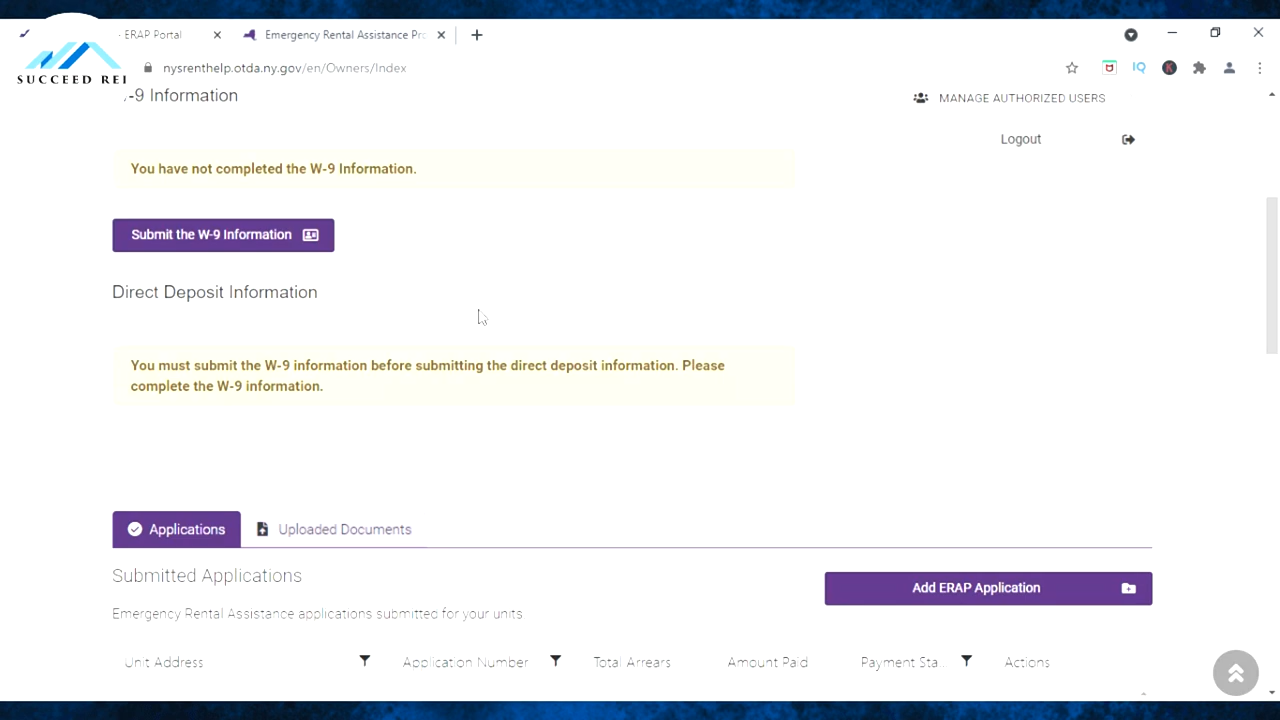 ERAP Portal
Emergency Rental Assistance Pr
SUCCEED REI
nysrenthelp.otda.ny.gov/en/Owners/Index
IQ
K
-9 Information
MANAGE AUTHORIZED USERS
Logout
You have not completed the W-9 Information.
Submit the W-9 Information
Direct Deposit Information
You must submit the W-9 information before submitting the direct deposit information. Please
complete the W-9 information.
Applications
Uploaded Documents
Submitted Applications
Add ERAP Application
Emergency Rental Assistance applications submitted for your units
Unit Address
Application Number
Total Arrears
Amount Paid
Payment Sta..
Actions